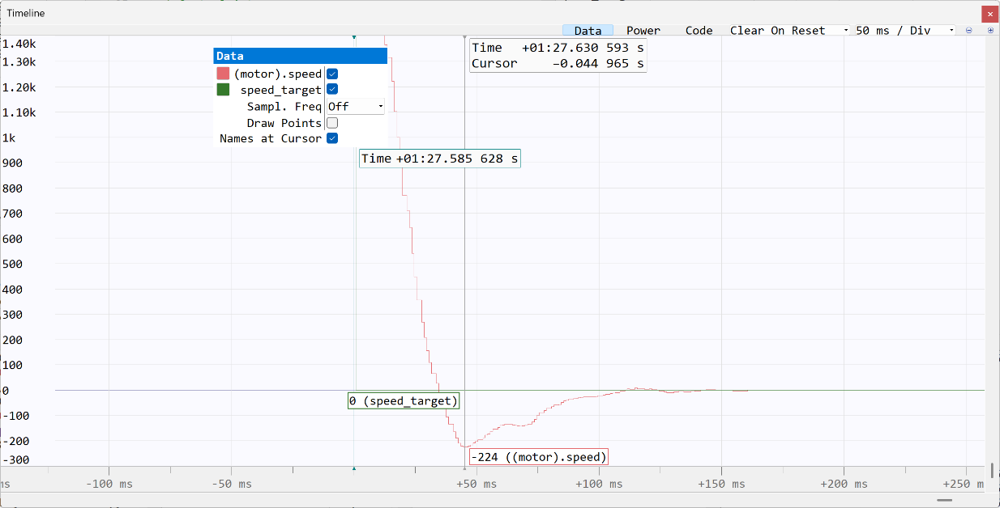 Timeline
Data Power Code Clear On Reset 50 ms / Div
1.40k
Time +01:27.630 593 s
Cursor -0.044 965 s
Data
1.30k
(motor).speed
1.20k
speed_target
Sampl. Freq Off
1.10k
Draw Points
1k
Names at Cursor
Time +01:27.585 628 s
900
800
700
600
500
400
300
200
100
0
0 (speed_target)
-100
-200
-224 ((motor).speed)
-300
ms -100 ms -50 ms +50 ms +100 ms +150 ms +200 ms +250 m